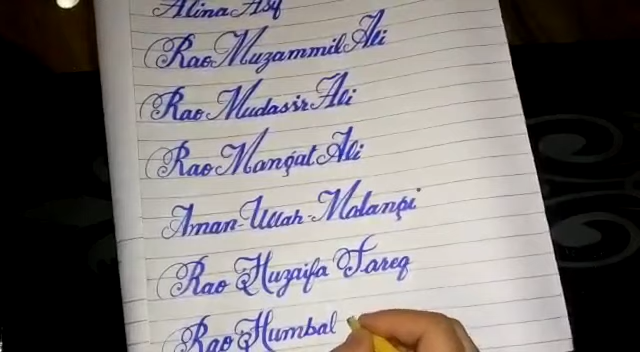 Alina Asif
Rao Muzammil Ali
Rao Mudasir Ali
Rao Mangat Ali
Aman-Ullah-Malangi
Rao Huzaifa Tareq
Rao Humbal